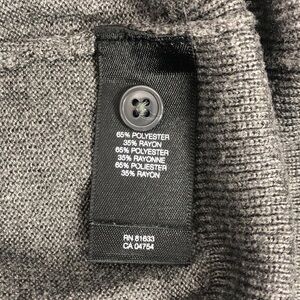 65% POLYESTER
35% RAYON
65% POLYESTER
35% RAYONNE
65% POLIESTER
35% RAYON
RN 81633
CA 04754